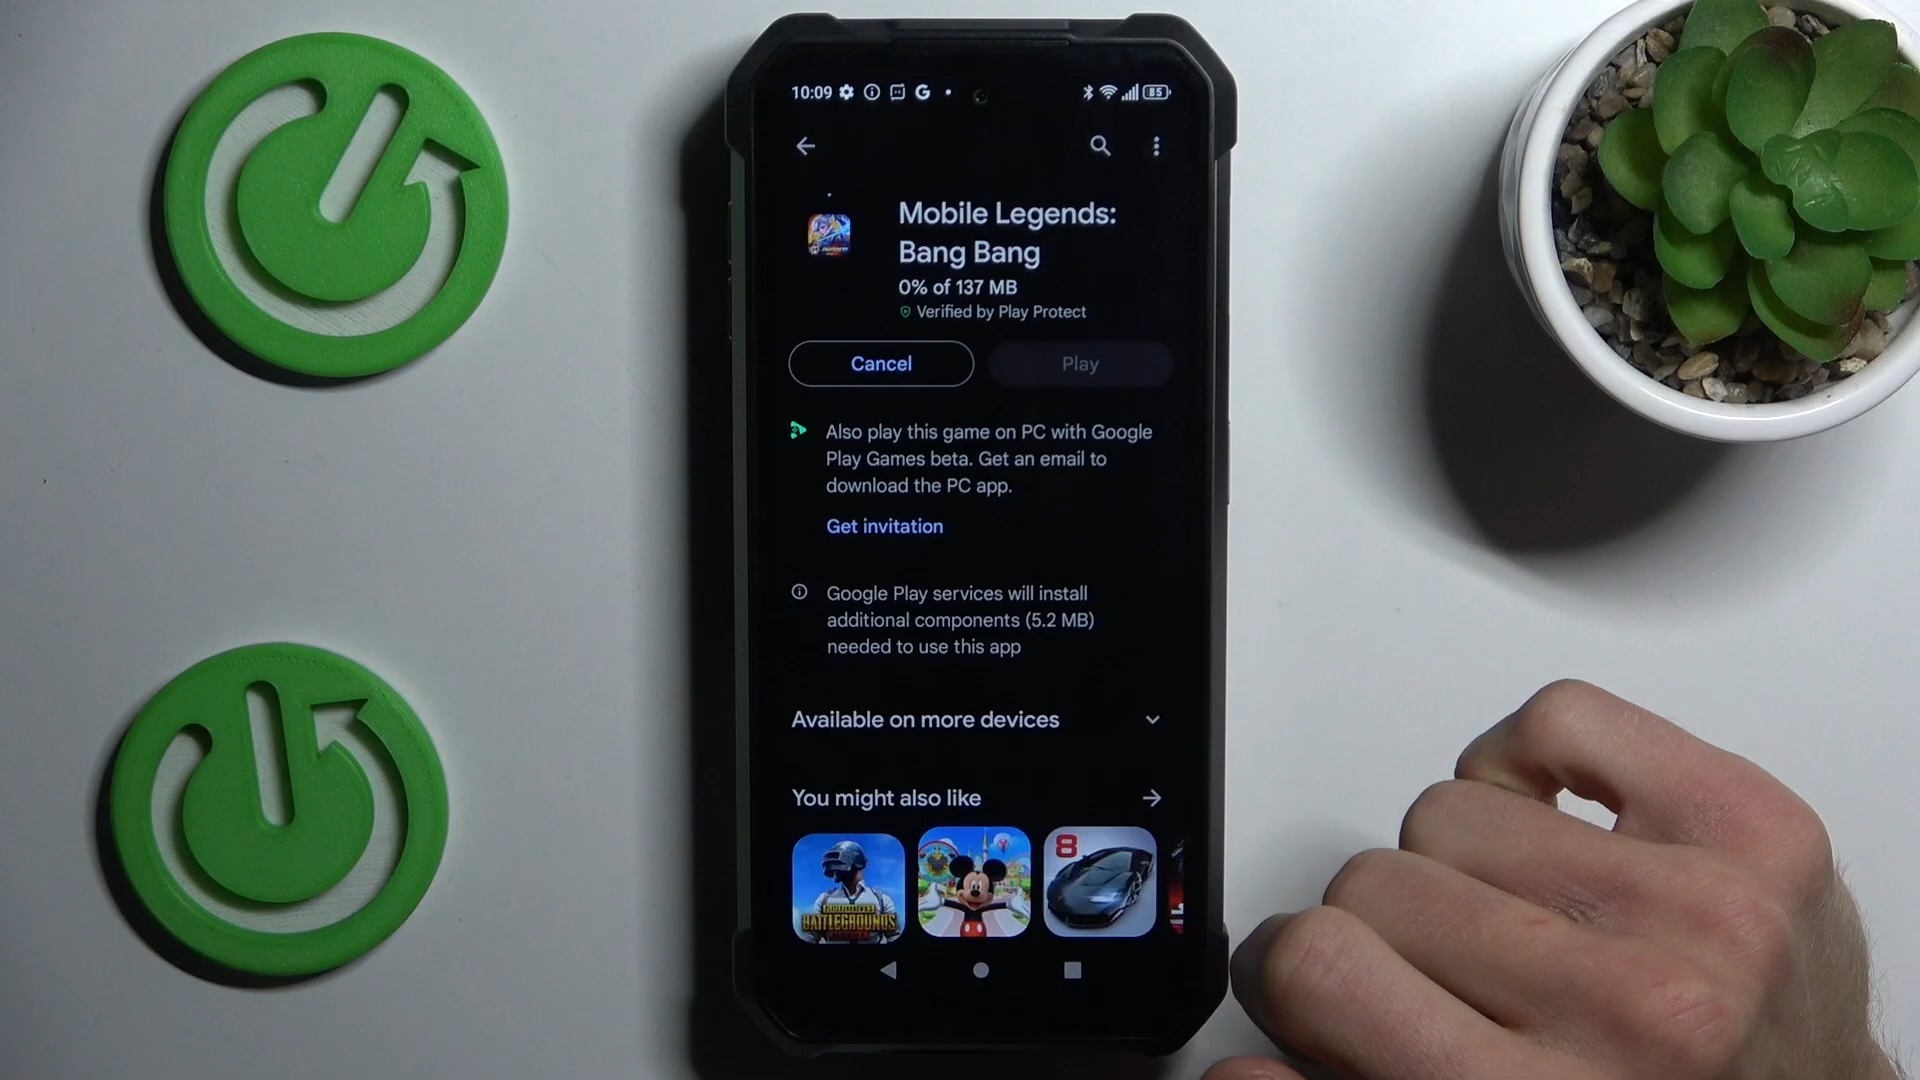 10:09
85
Mobile Legends:
Bang Bang
0% of 137 MB
Verified by Play Protect
Cancel
Play
Also play this game on PC with Google
Play Games beta. Get an email to
download the PC app.
Get invitation
Google Play services will install
additional components (5.2 MB)
needed to use this app
Available on more devices
You might also like
BATTLEGROUNDS
8